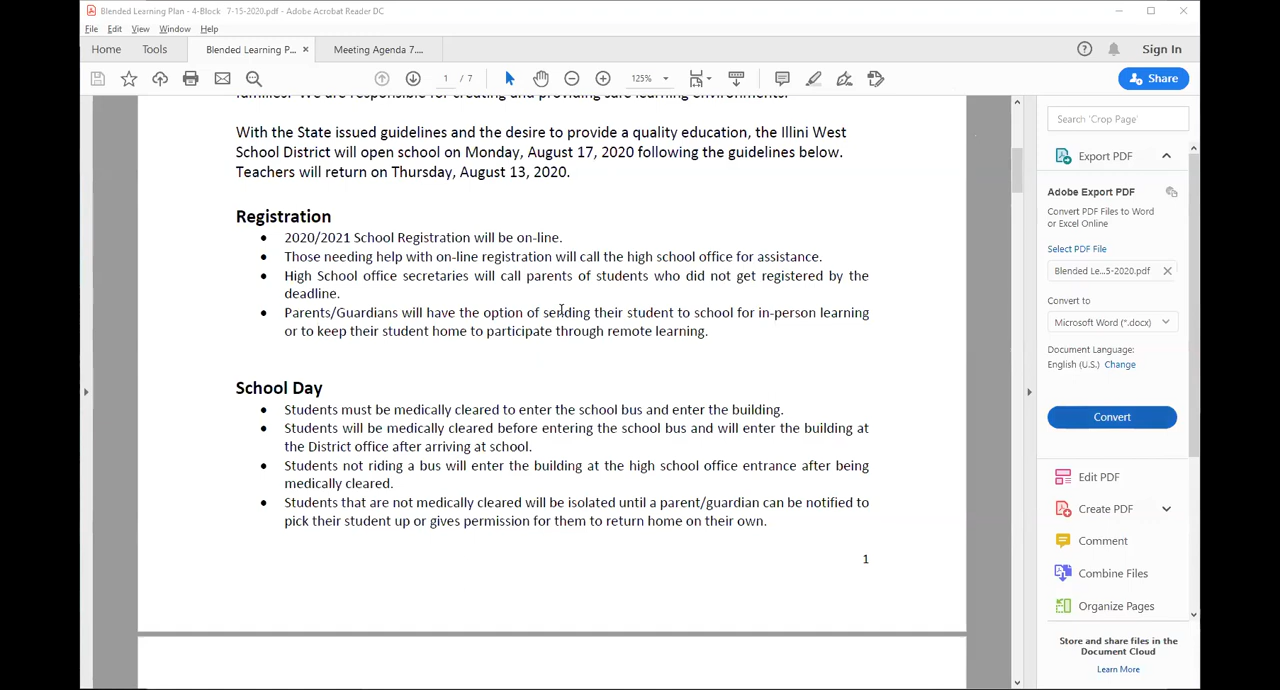 Blended Learning Plan - 4-Block   7-15-2020.pdf - Adobe Acrobat Reader DC
File Edit View Window Help
Home Tools Blended Learning P... × Meeting Agenda 7.... Sign In
1 / 7 125% Share
families. We are responsible for creating and providing safe learning environments.
With the State issued guidelines and the desire to provide a quality education, the Illini West
School District will open school on Monday, August 17, 2020 following the guidelines below.
Teachers will return on Thursday, August 13, 2020.
Registration
• 2020/2021 School Registration will be on-line.
• Those needing help with on-line registration will call the high school office for assistance.
• High School office secretaries will call parents of students who did not get registered by the
deadline.
• Parents/Guardians will have the option of sending their student to school for in-person learning
or to keep their student home to participate through remote learning.
School Day
• Students must be medically cleared to enter the school bus and enter the building.
• Students will be medically cleared before entering the school bus and will enter the building at
the District office after arriving at school.
• Students not riding a bus will enter the building at the high school office entrance after being
medically cleared.
• Students that are not medically cleared will be isolated until a parent/guardian can be notified to
pick their student up or gives permission for them to return home on their own.
1
Search 'Crop Page'
Export PDF
Adobe Export PDF
Convert PDF Files to Word
or Excel Online
Select PDF File
Blended Le...5-2020.pdf ×
Convert to
Microsoft Word (*.docx)
Document Language:
English (U.S.) Change
Convert
Edit PDF
Create PDF
Comment
Combine Files
Organize Pages
Store and share files in the
Document Cloud
Learn More